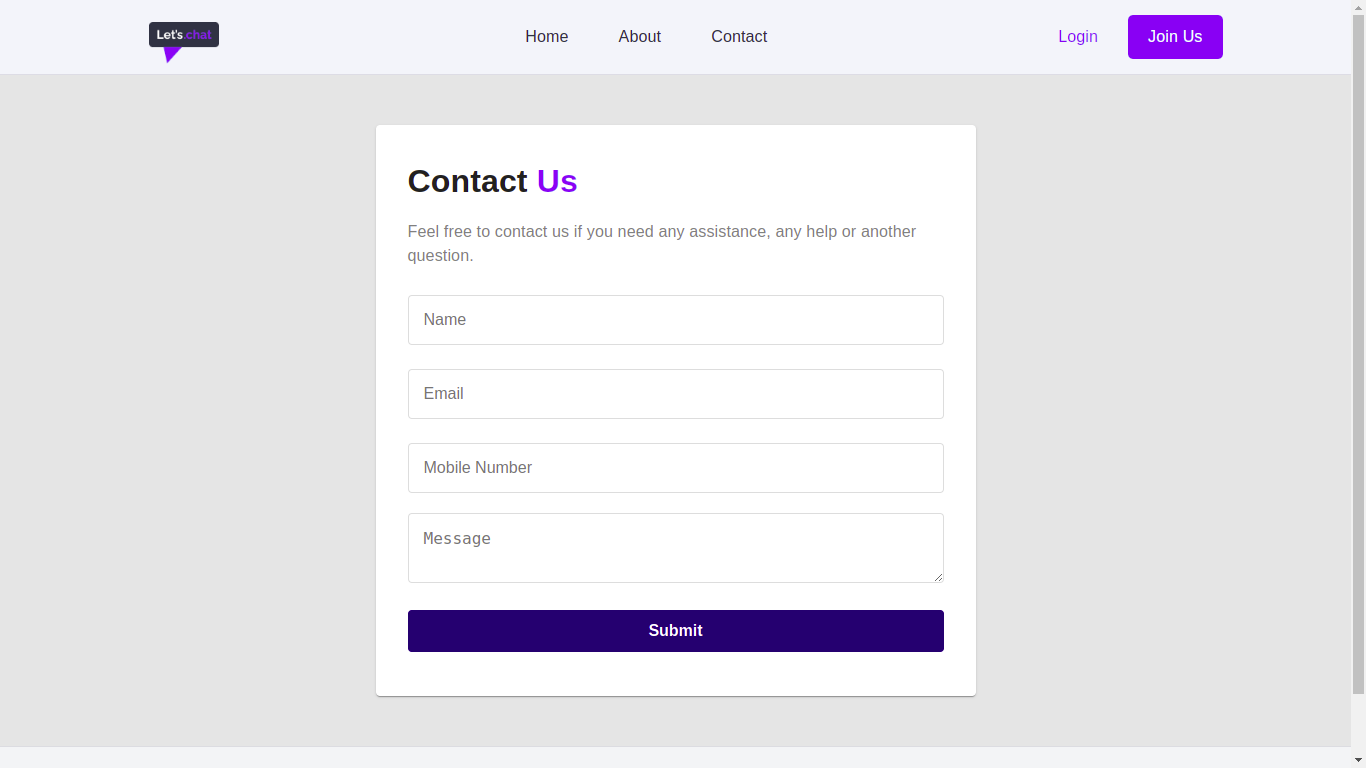 Let's.chat
Home
About
Contact
Login
Join Us
Contact Us
Feel free to contact us if you need any assistance, any help or another
question.
Name
Email
Mobile Number
Message
Submit